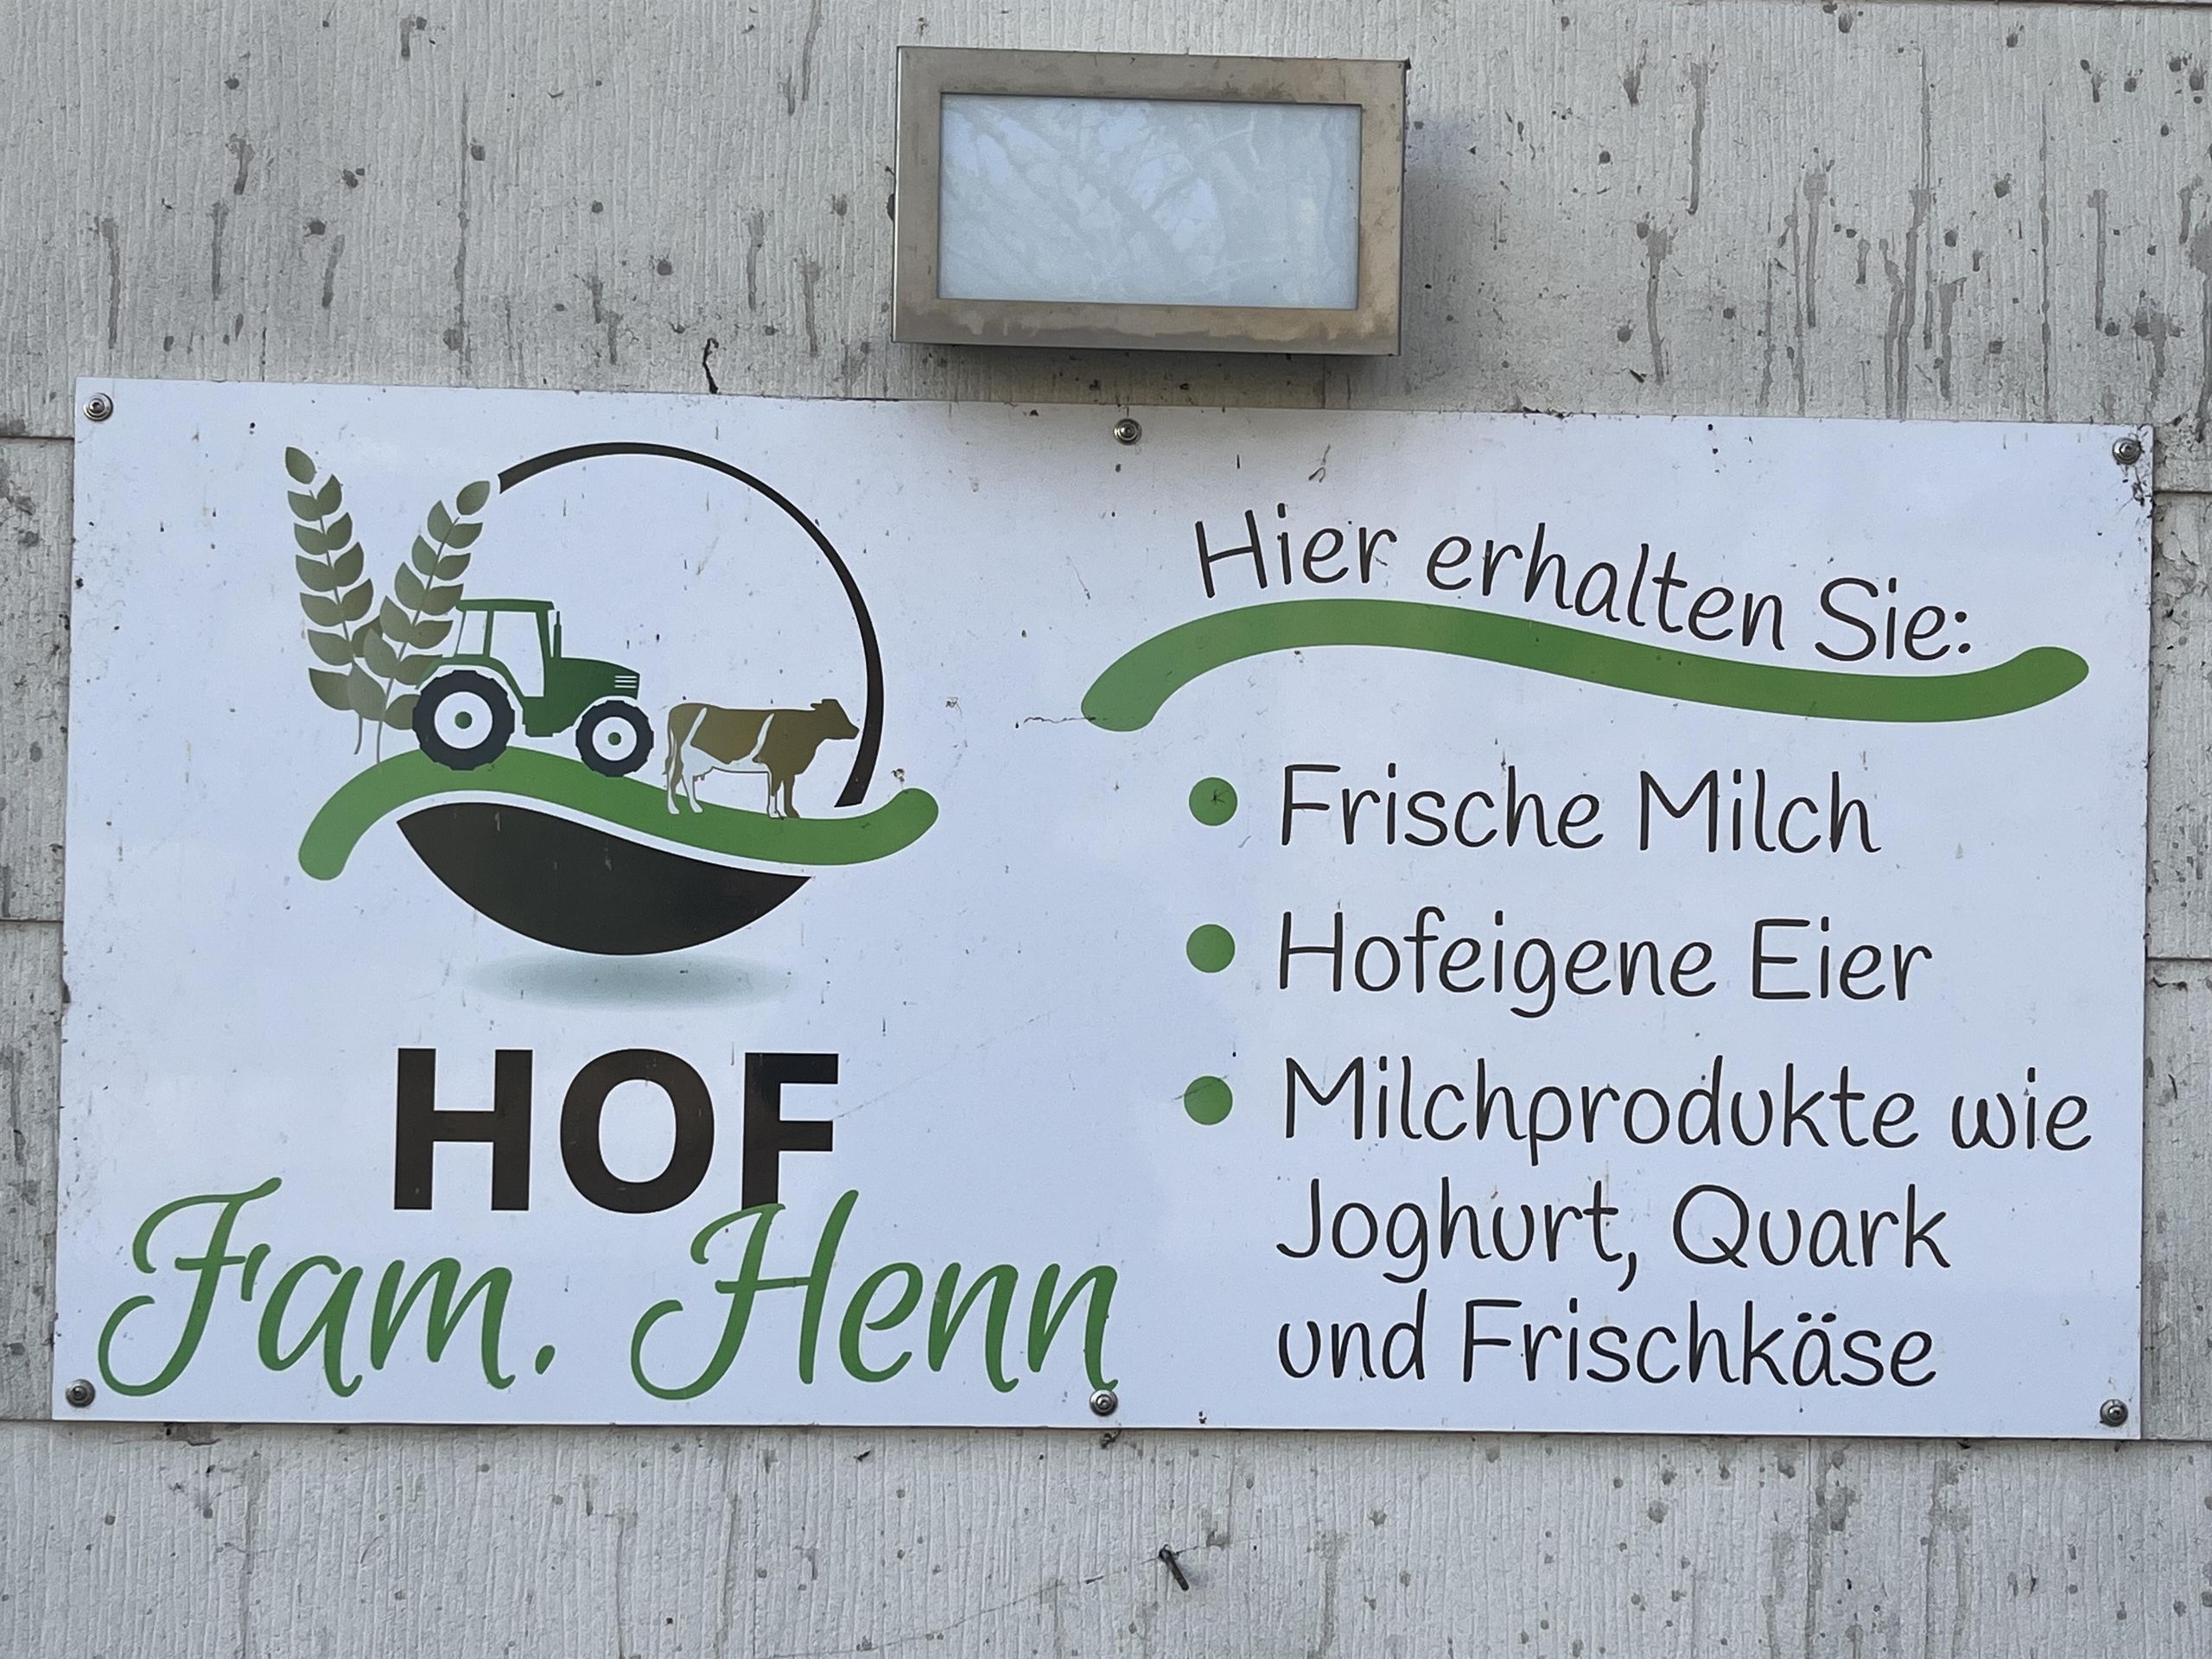 HOF
Fam. Henn
Hier erhalten Sie:
Frische Milch
Hofeigene Eier
Milchprodukte wie
Joghurt, Quark
und Frischkäse